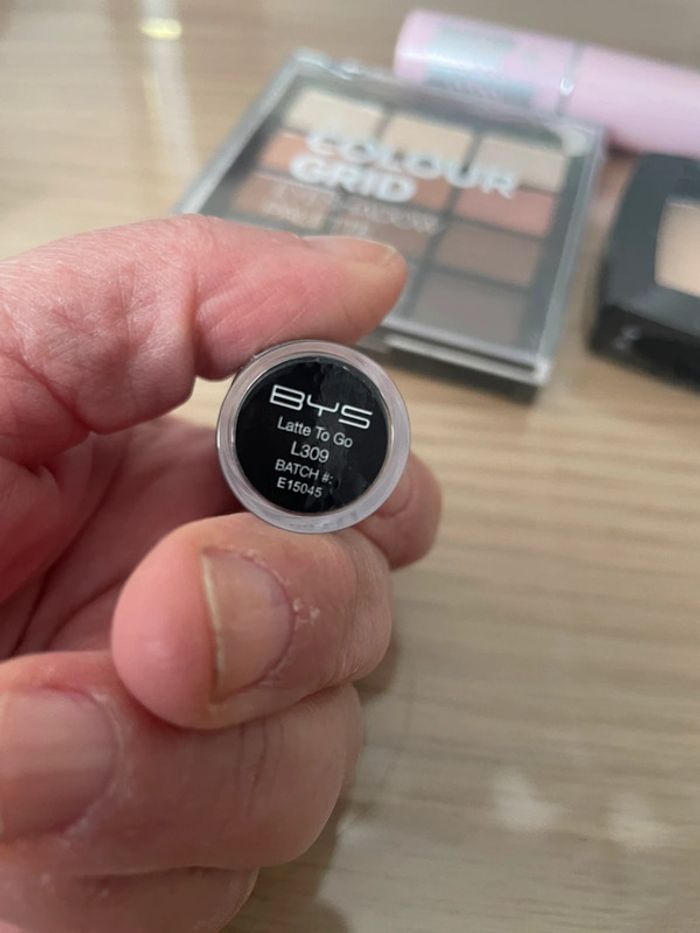 COLOUR
GRID
BYS
Latte To Go
L309
BATCH #:
E15045